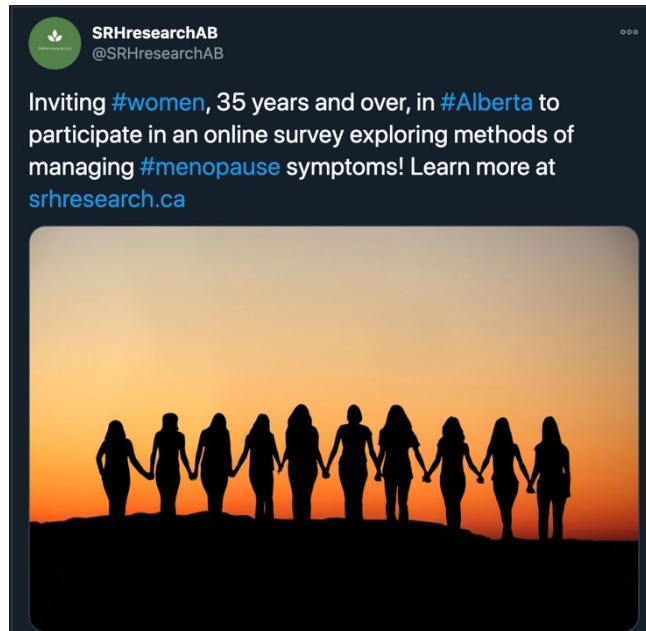 SRHresearchAB
@SRHresearchAB
Inviting #women, 35 years and over, in #Alberta to
participate in an online survey exploring methods of
managing #menopause symptoms! Learn more at
srhresearch.ca